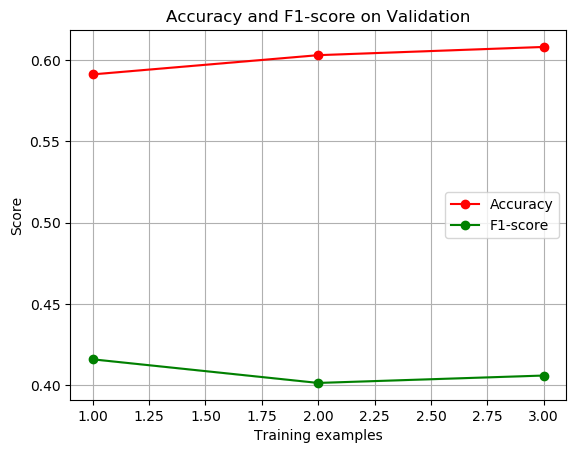 Accuracy and F1-score on Validation
0.60
0.55
0.50
0.45
0.40
Score
Accuracy
F1-score
1.00 1.25 1.50 1.75 2.00 2.25 2.50 2.75 3.00
Training examples